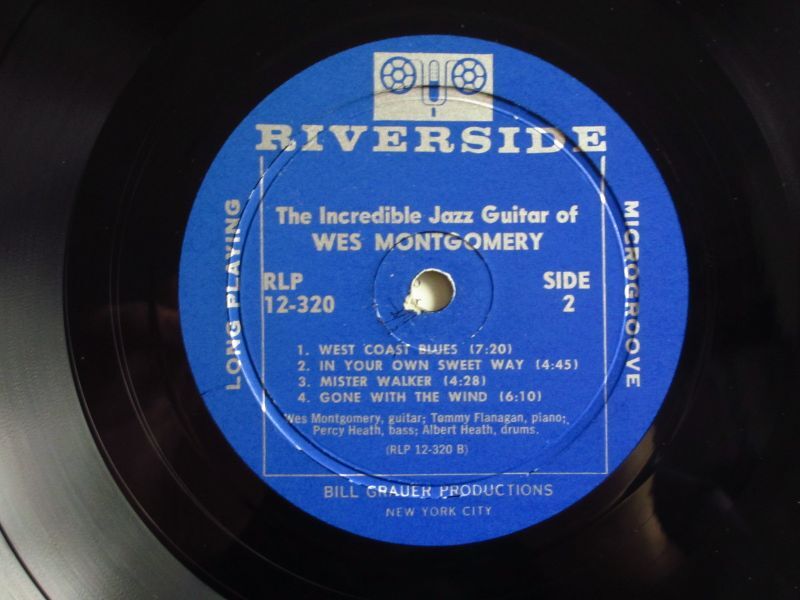 RIVERSIDE
The Incredible Jazz Guitar of
WES MONTGOMERY
LONG PLAYING
MICROGROOVE
RLP
12-320
SIDE
2
1. WEST COAST BLUES (7:20)
2. IN YOUR OWN SWEET WAY (4:45)
3. MISTER WALKER (4:28)
4. GONE WITH THE WIND (6:10)
Wes Montgomery, guitar; Tommy Flanagan, piano;
Percy Heath, bass; Albert Heath, drums.
(RLP 12-320 B)
BILL GRAUER PRODUCTIONS
NEW YORK CITY